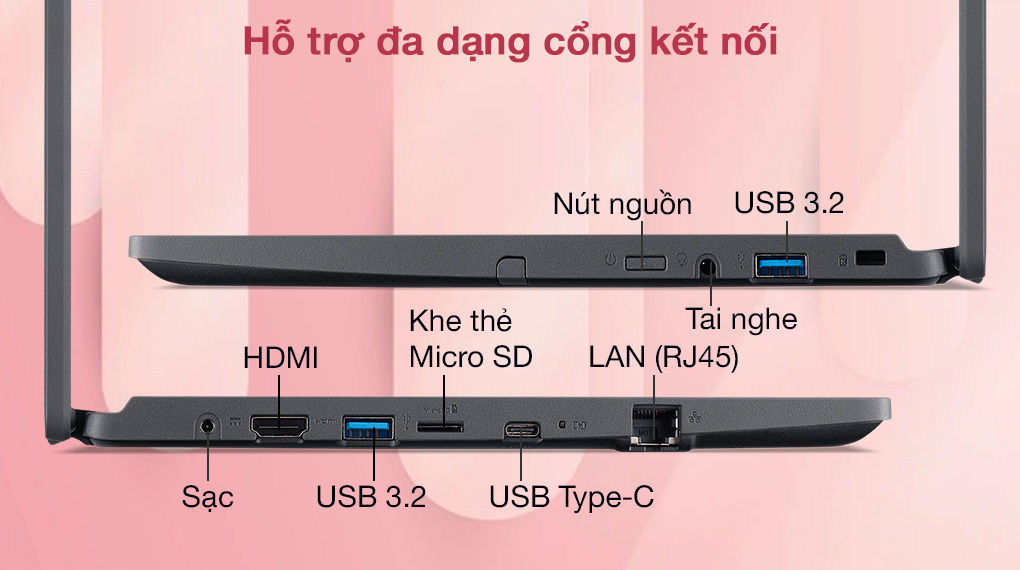 Hỗ trợ đa dạng cổng kết nối
Nút nguồn
USB 3.2
Tai nghe
Khe thẻ
Micro SD
HDMI
LAN (RJ45)
Sạc
USB 3.2
USB Type-C